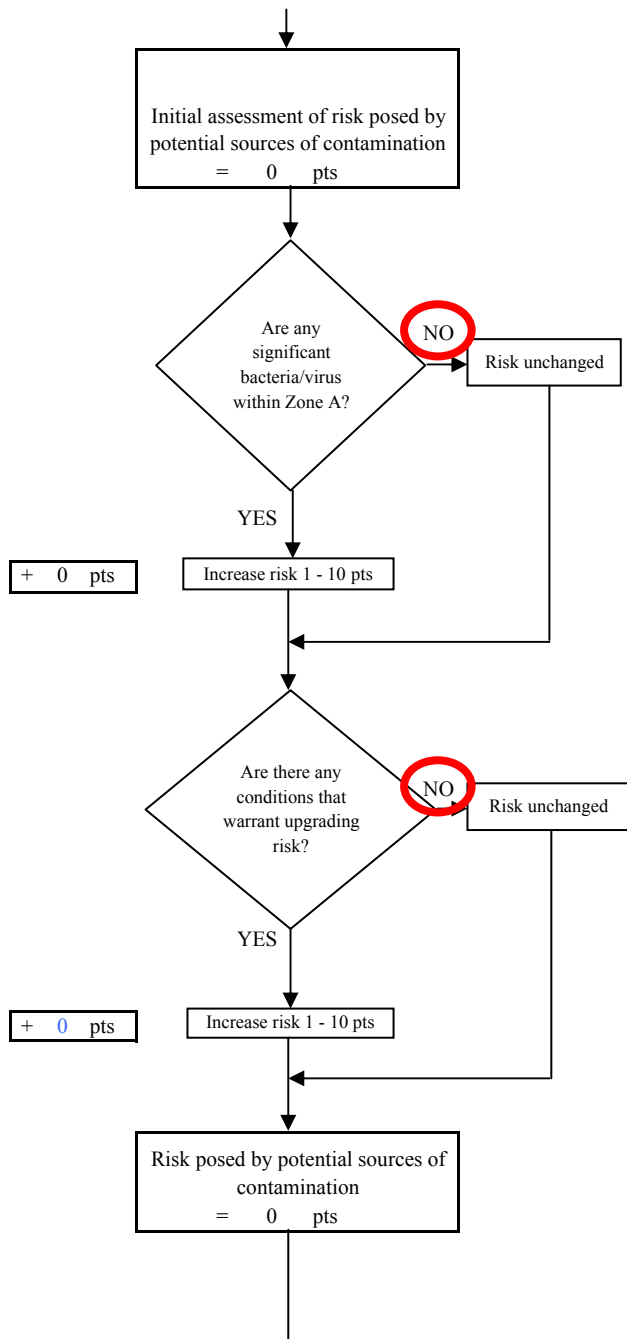 Initial assessment of risk posed by
potential sources of contamination
= 0 pts
Are any
significant
bacteria/virus
within Zone A?
NO
Risk unchanged
YES
+ 0 pts
Increase risk 1 - 10 pts
Are there any
conditions that
warrant upgrading
risk?
NO
Risk unchanged
YES
+ 0 pts
Increase risk 1 - 10 pts
Risk posed by potential sources of
contamination
= 0 pts